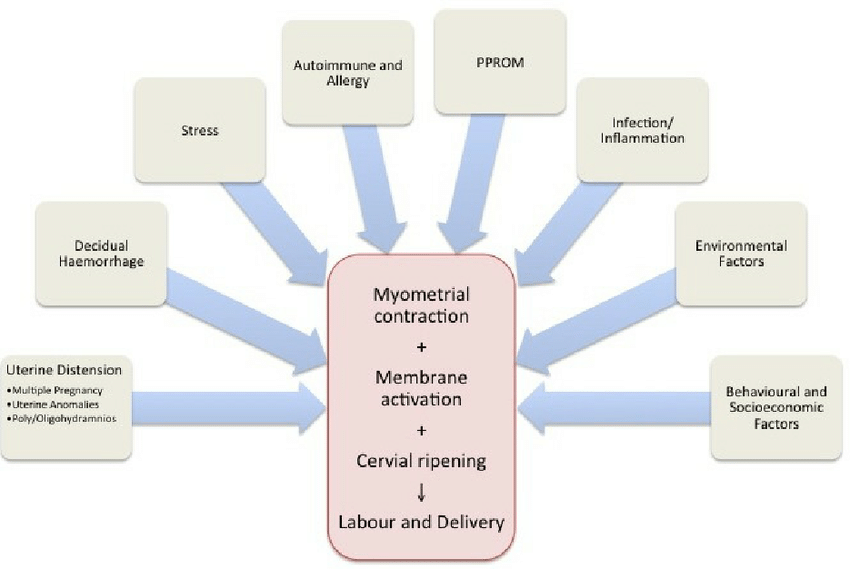 Autoimmune and
Allergy
PPROM
Stress
Infection/
Inflammation
Decidual
Haemorrhage
Environmental
Factors
Uterine Distension
•Multiple Pregnancy
•Uterine Anomalies
•Poly/Oligohydramnios
Behavioural and
Socioeconomic
Factors
Myometrial
contraction
+
Membrane
activation
+
Cervial ripening
↓
Labour and Delivery